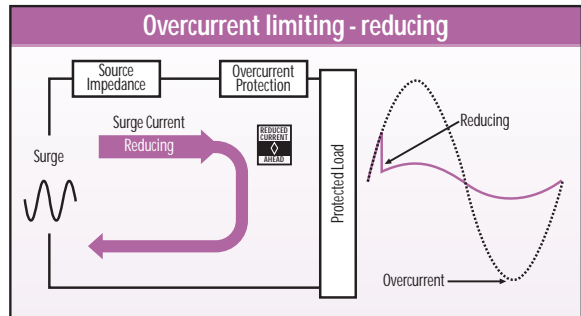 Overcurrent limiting - reducing
Source
Impedance
Overcurrent
Protection
Surge Current
Reducing
Surge
REDUCED
CURRENT
AHEAD
Protected Load
Reducing
Overcurrent